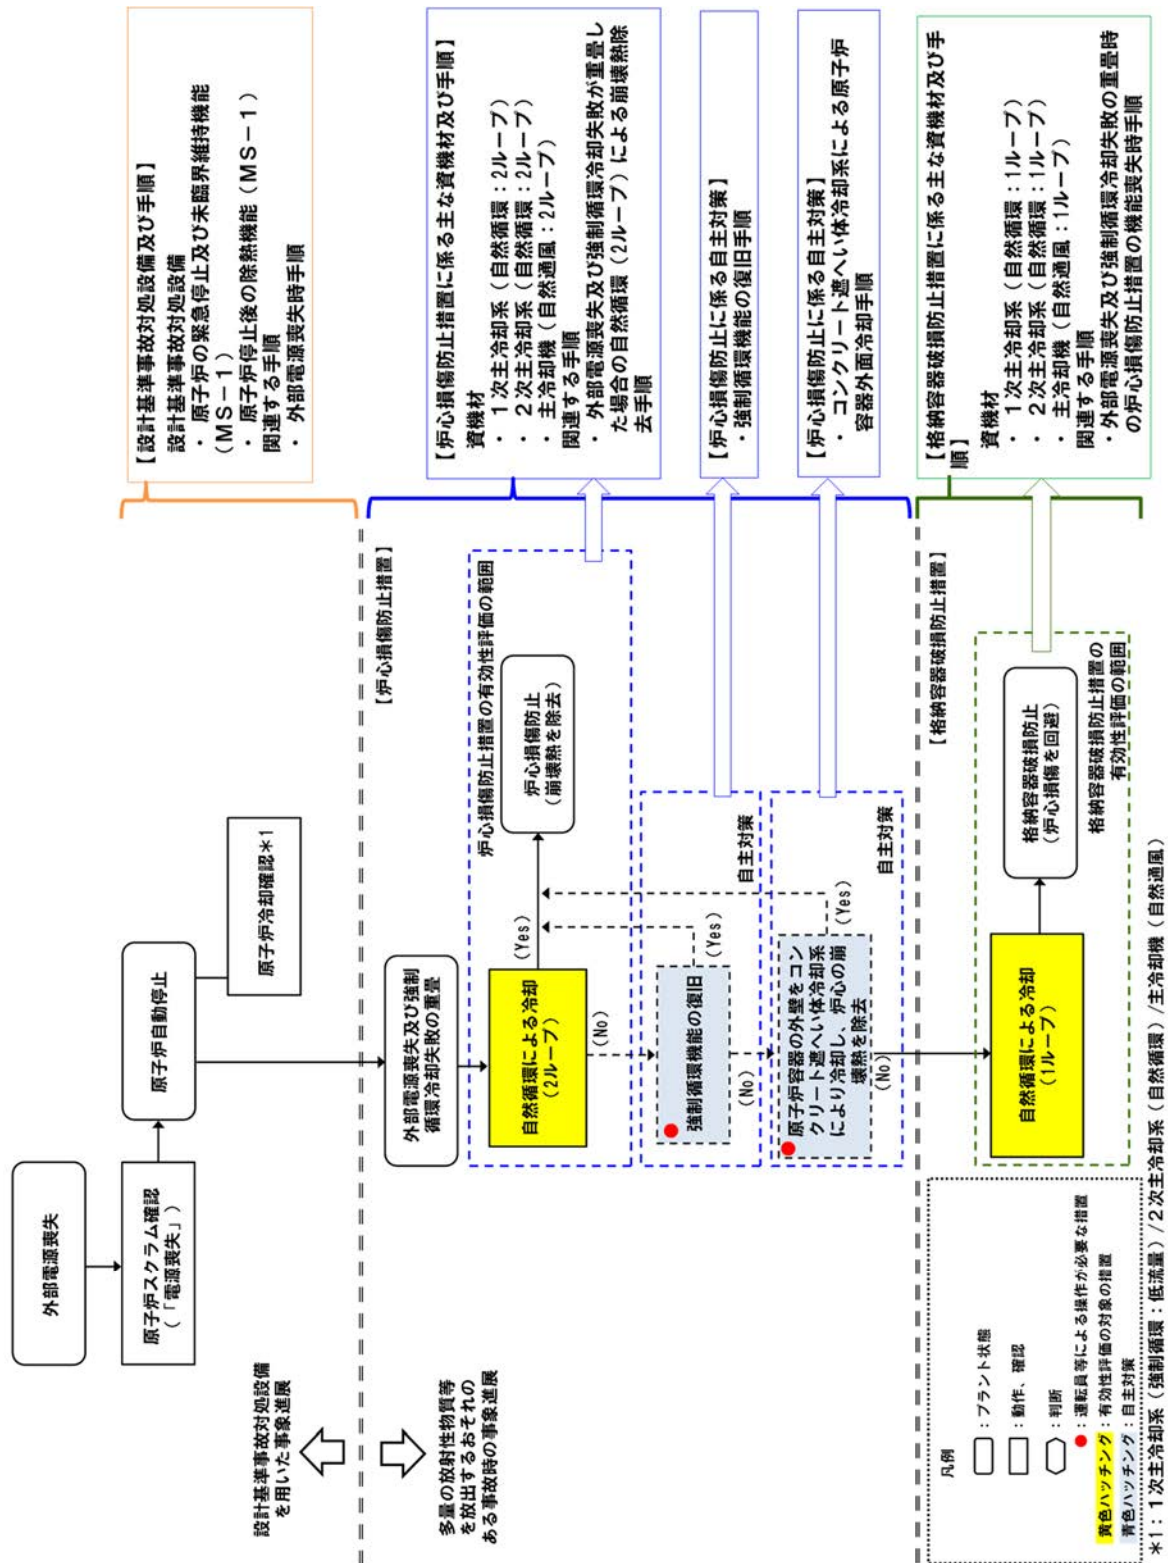 外部電源喪失
原子炉スクラム確認
(「電源喪失」)
原子炉自動停止
原子炉冷却確認*1
設計基準事故対処設備
を用いた事象進展
多量の放射性物質等
を放出するおそれの
ある事故時の事象進展
【設計基準事故対処設備及び手順】
設計基準事故対処設備
・ 原子炉の緊急停止及び未臨界維持機能
(MS-1)
・ 原子炉停止後の除熱機能(MS-1)
関連する手順
・ 外部電源喪失時手順
【炉心損傷防止措置】
外部電源喪失及び強制
循環冷却失敗の重畳
炉心損傷防止措置の有効性評価の範囲
自然循環による冷却
(2ループ)
(Yes)
炉心損傷防止
(崩壊熱を除去)
(No)
強制循環機能の復旧
(Yes)
自主対策
(No)
原子炉容器の外壁をコン
クリート遮へい体冷却系
により冷却し、炉心の崩
壊熱を除去
(Yes)
自主対策
(No)
【炉心損傷防止措置に係る主な資機材及び手順】
資機材
・ 1次主冷却系(自然循環:2ループ)
・ 2次主冷却系(自然循環:2ループ)
・ 主冷却機(自然通風:2ループ)
関連する手順
・ 外部電源喪失及び強制循環冷却失敗が重畳し
た場合の自然循環(2ループ)による崩壊熱除
去手順
【炉心損傷防止に係る自主対策】
・強制循環機能の復旧手順
【炉心損傷防止に係る自主対策】
・ コンクリート遮へい体冷却系による原子炉
容器外面冷却手順
【格納容器破損防止措置】
自然循環による冷却
(1ループ)
格納容器破損防止
(炉心損傷を回避)
格納容器破損防止措置の
有効性評価の範囲
【格納容器破損防止措置に係る主な資機材及び手
順】
資機材
・ 1次主冷却系(自然循環:1ループ)
・ 2次主冷却系(自然循環:1ループ)
・ 主冷却機(自然通風:1ループ)
関連する手順
・外部電源喪失及び強制循環冷却失敗の重畳時
の炉心損傷防止措置の機能喪失時手順
凡例
:プラント状態
:動作、確認
:判断
:運転員等による操作が必要な措置
黄色ハッチング:有効性評価の対象の措置
青色ハッチング:自主対策
*1:1次主冷却系(強制循環:低流量)/2次主冷却系(自然循環)/主冷却機(自然通風)